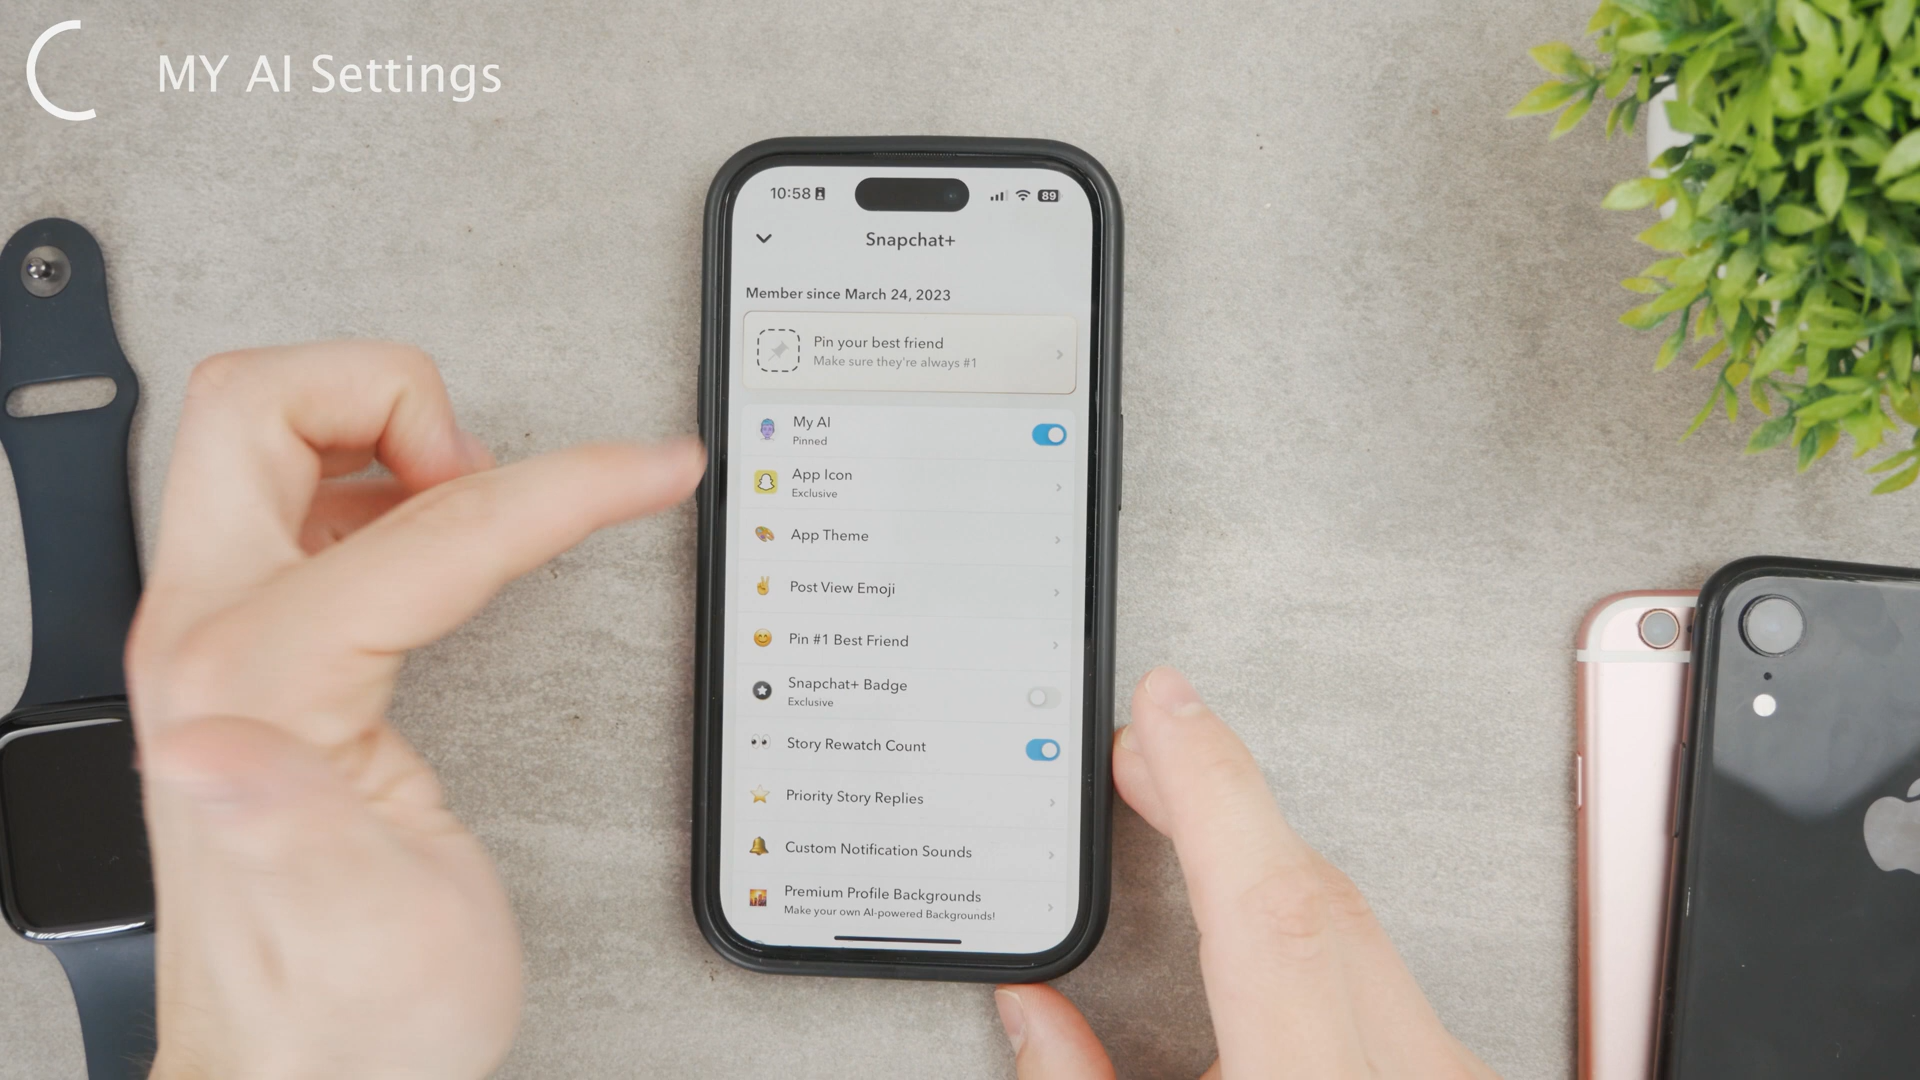 MY AI Settings
10:58
89
Snapchat+
Member since March 24, 2023
Pin your best friend
Make sure they're always #1
My AI
Pinned
App Icon
Exclusive
App Theme
Post View Emoji
Pin #1 Best Friend
Snapchat+ Badge
Exclusive
Story Rewatch Count
Priority Story Replies
Custom Notification Sounds
Premium Profile Backgrounds
Make your own AI-powered Backgrounds!